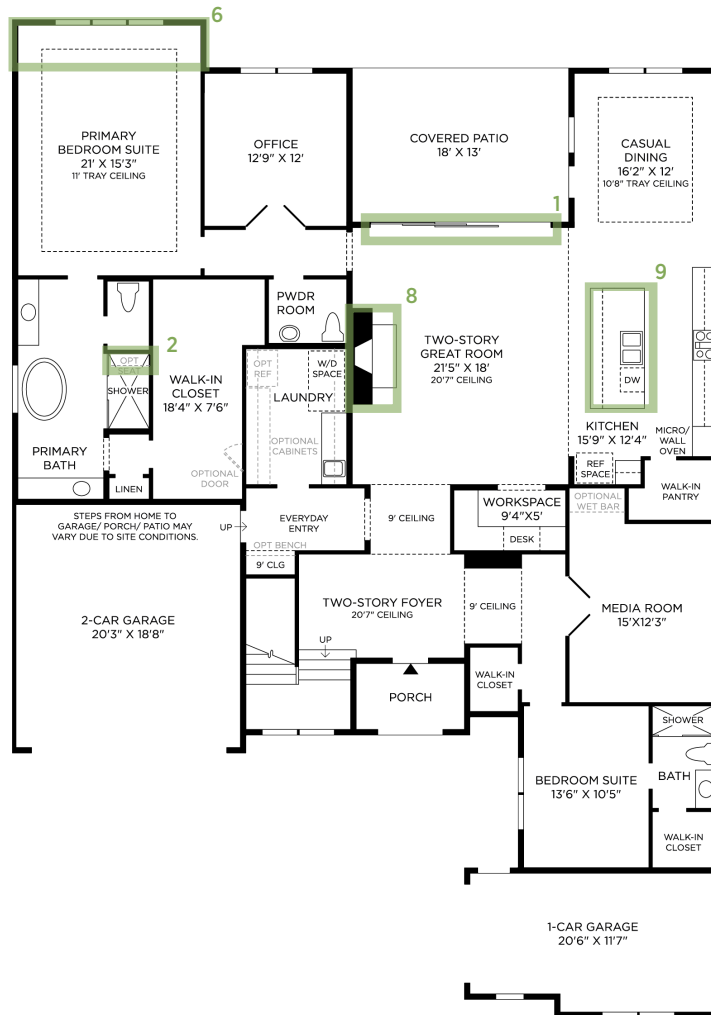 6
PRIMARY
BEDROOM SUITE
21' X 15'3"
11' TRAY CEILING
OFFICE
12'9" X 12'
COVERED PATIO
18' X 13'
CASUAL
DINING
16'2" X 12'
10'8" TRAY CEILING
1
8
9
PWDR
ROOM
TWO-STORY
GREAT ROOM
21'5" X 18'
20'7" CEILING
2
OPT
SEAT
SHOWER
WALK-IN
CLOSET
18'4" X 7'6"
OPT
REF
W/D
SPACE
LAUNDRY
OPTIONAL
CABINETS
DW
KITCHEN
15'9" X 12'4"
MICRO/
WALL
OVEN
PRIMARY
BATH
OPTIONAL
DOOR
LINEN
REF
SPACE
WALK-IN
PANTRY
STEPS FROM HOME TO
GARAGE/ PORCH/ PATIO MAY
VARY DUE TO SITE CONDITIONS.
UP
EVERYDAY
ENTRY
OPT BENCH
9' CLG
9' CEILING
WORKSPACE
9'4"X5'
DESK
OPTIONAL
WET BAR
2-CAR GARAGE
20'3" X 18'8"
TWO-STORY FOYER
20'7" CEILING
9' CEILING
MEDIA ROOM
15'X12'3"
UP
PORCH
WALK-IN
CLOSET
SHOWER
BEDROOM SUITE
13'6" X 10'5"
BATH
WALK-IN
CLOSET
1-CAR GARAGE
20'6" X 11'7"